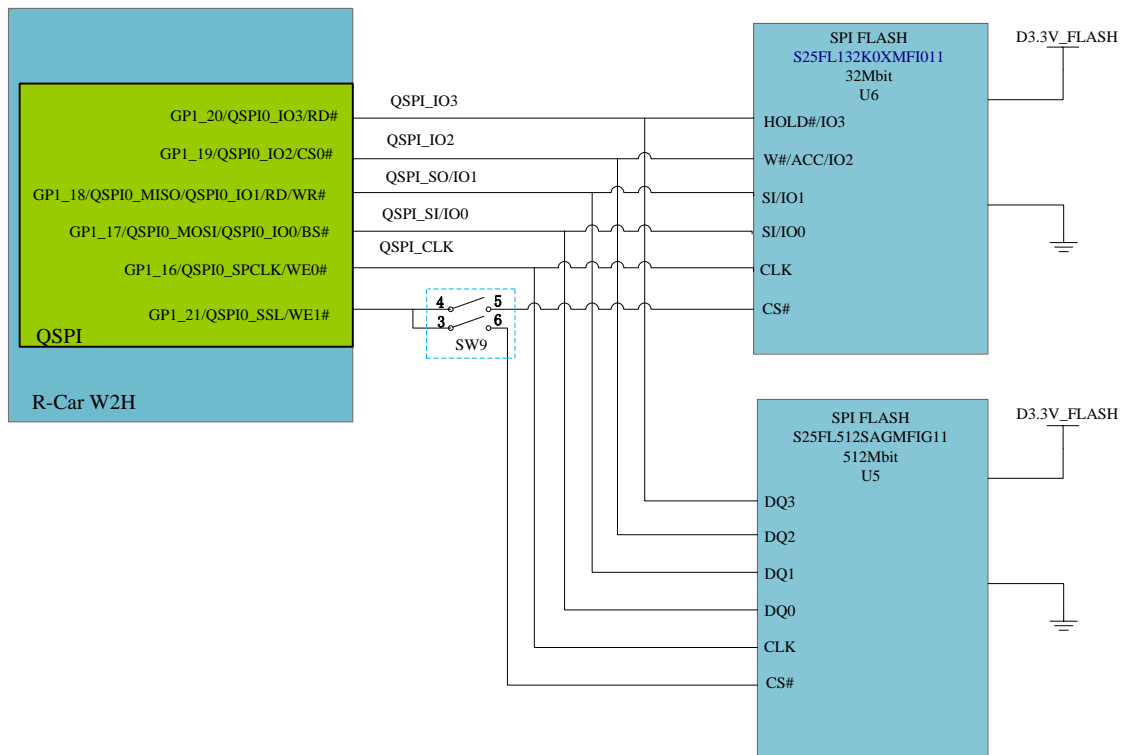 GP1_20/QSPI0_IO3/RD#
GP1_19/QSPI0_IO2/CS0#
GP1_18/QSPI0_MISO/QSPI0_IO1/RD/WR#
GP1_17/QSPI0_MOSI/QSPI0_IO0/BS#
GP1_16/QSPI0_SPCLK/WE0#
GP1_21/QSPI0_SSL/WE1#
QSPI
R-Car W2H
QSPI_IO3
QSPI_IO2
QSPI_SO/IO1
QSPI_SI/IO0
QSPI_CLK
4 5
3 6
SW9
SPI FLASH
S25FL132K0XMFI011
32Mbit
U6
HOLD#/IO3
W#/ACC/IO2
SI/IO1
SI/IO0
CLK
CS#
D3.3V_FLASH
SPI FLASH
S25FL512SAGMFIG11
512Mbit
U5
DQ3
DQ2
DQ1
DQ0
CLK
CS#
D3.3V_FLASH